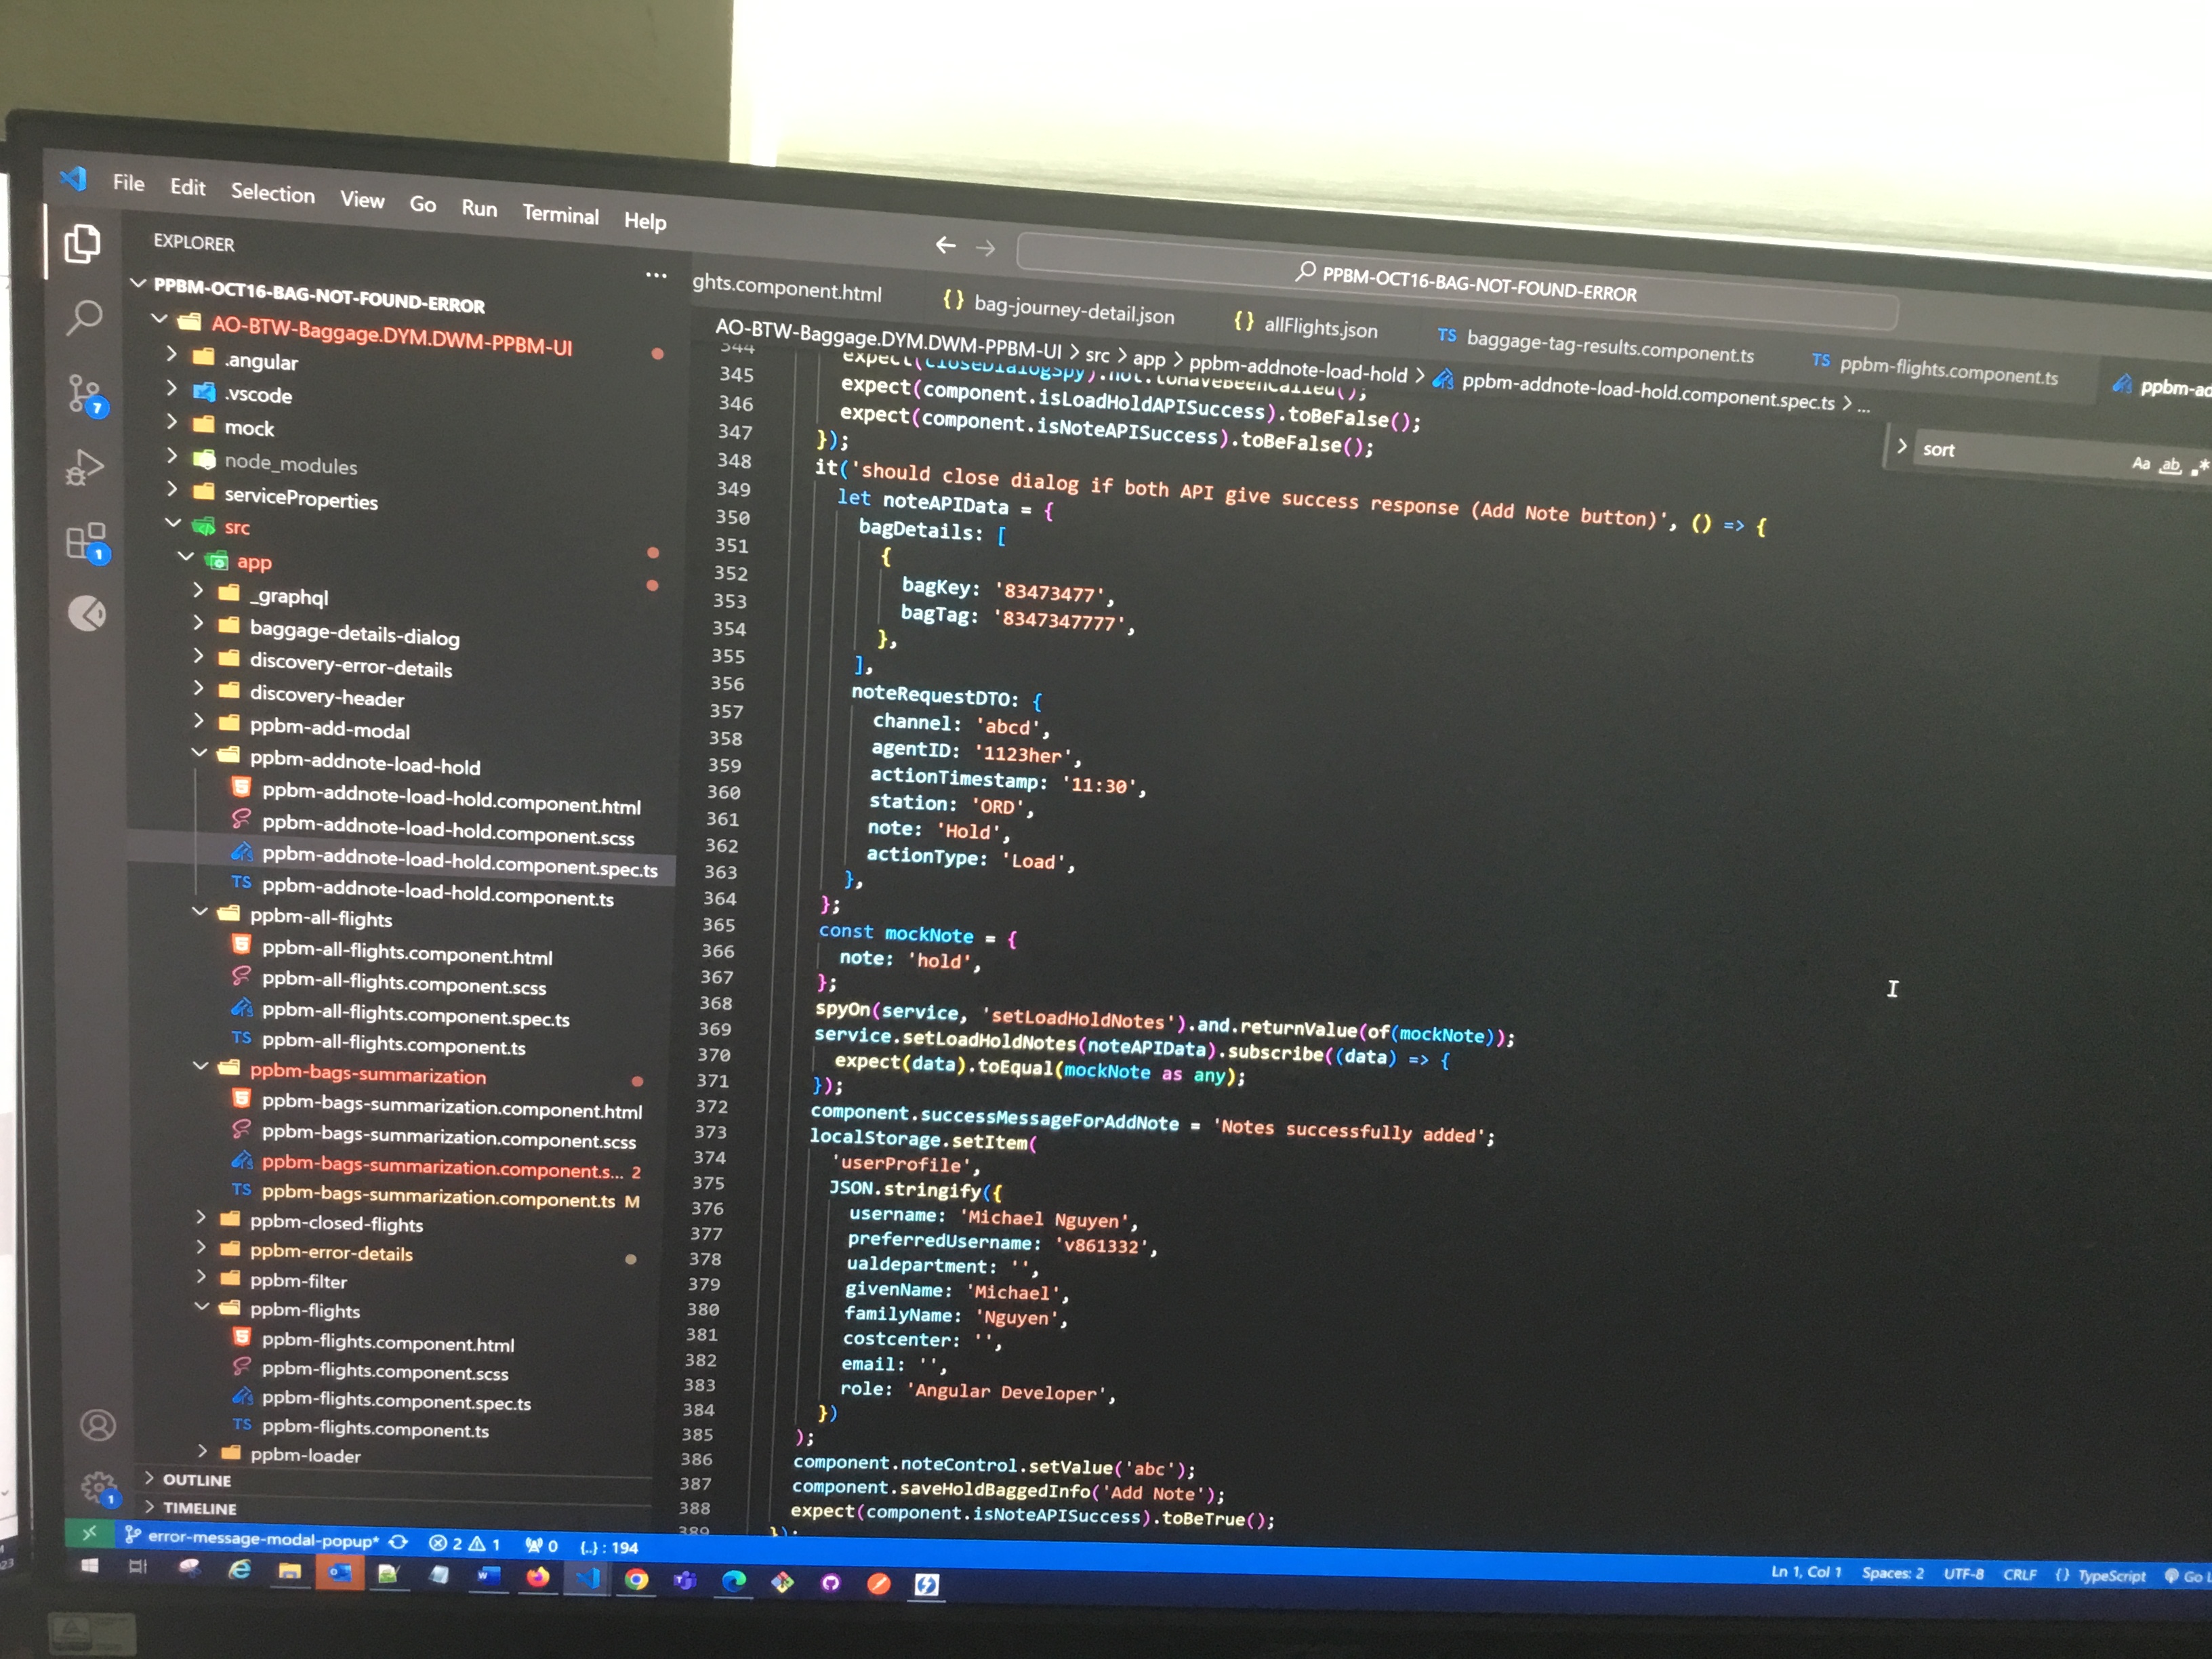 File Edit Selection View Go Run Terminal Help
PPBM-OCT16-BAG-NOT-FOUND-ERROR
EXPLORER
PPBM-OCT16-BAG-NOT-FOUND-ERROR
AO-BTW-Baggage.DYM.DWM-PPBM-UI
.angular
.vscode
mock
node_modules
serviceProperties
src
app
_graphql
baggage-details-dialog
discovery-error-details
discovery-header
ppbm-add-modal
ppbm-addnote-load-hold
ppbm-addnote-load-hold.component.html
ppbm-addnote-load-hold.component.scss
ppbm-addnote-load-hold.component.spec.ts
TS ppbm-addnote-load-hold.component.ts
ppbm-all-flights
ppbm-all-flights.component.html
ppbm-all-flights.component.scss
ppbm-all-flights.component.spec.ts
TS ppbm-all-flights.component.ts
ppbm-bags-summarization
ppbm-bags-summarization.component.html
ppbm-bags-summarization.component.scss
ppbm-bags-summarization.component.s... 2
TS ppbm-bags-summarization.component.ts M
ppbm-closed-flights
ppbm-error-details
ppbm-filter
ppbm-flights
ppbm-flights.component.html
ppbm-flights.component.scss
ppbm-flights.component.spec.ts
TS ppbm-flights.component.ts
ppbm-loader
OUTLINE
TIMELINE
7
1
1
ghts.component.html {} bag-journey-detail.json {} allFlights.json TS baggage-tag-results.component.ts TS ppbm-flights.component.ts ppbm-ad
AO-BTW-Baggage.DYM.DWM-PPBM-UI > src > app > ppbm-addnote-load-hold > ppbm-addnote-load-hold.component.spec.ts > ...
> sort Aa ab .*
344 expect(closeDialogSpy).not.toHaveBeenCalled();
345 expect(component.isLoadHoldAPISuccess).toBeFalse();
346 expect(component.isNoteAPISuccess).toBeFalse();
347 });
348 it('should close dialog if both API give success response (Add Note button)', () => {
349 let noteAPIData = {
350 bagDetails: [
351 {
352 bagKey: '83473477',
353 bagTag: '8347347777',
354 },
355 ],
356 noteRequestDTO: {
357 channel: 'abcd',
358 agentID: '1123her',
359 actionTimestamp: '11:30',
360 station: 'ORD',
361 note: 'Hold',
362 actionType: 'Load',
363 },
364 };
365 const mockNote = {
366 note: 'hold',
367 };
368 spyOn(service, 'setLoadHoldNotes').and.returnValue(of(mockNote));
369 service.setLoadHoldNotes(noteAPIData).subscribe((data) => {
370 expect(data).toEqual(mockNote as any);
371 });
372 component.successMessageForAddNote = 'Notes successfully added';
373 localStorage.setItem(
374 'userProfile',
375 JSON.stringify({
376 username: 'Michael Nguyen',
377 preferredUsername: 'v861332',
378 ualdepartment: '',
379 givenName: 'Michael',
380 familyName: 'Nguyen',
381 costcenter: '',
382 email: '',
383 role: 'Angular Developer',
384 })
385 );
386 component.noteControl.setValue('abc');
387 component.saveHoldBaggedInfo('Add Note');
388 expect(component.isNoteAPISuccess).toBeTrue();
389 });
error-message-modal-popup* 2 1 0 {..} : 194
Ln 1, Col 1 Spaces: 2 UTF-8 CRLF {} TypeScript Go L
23